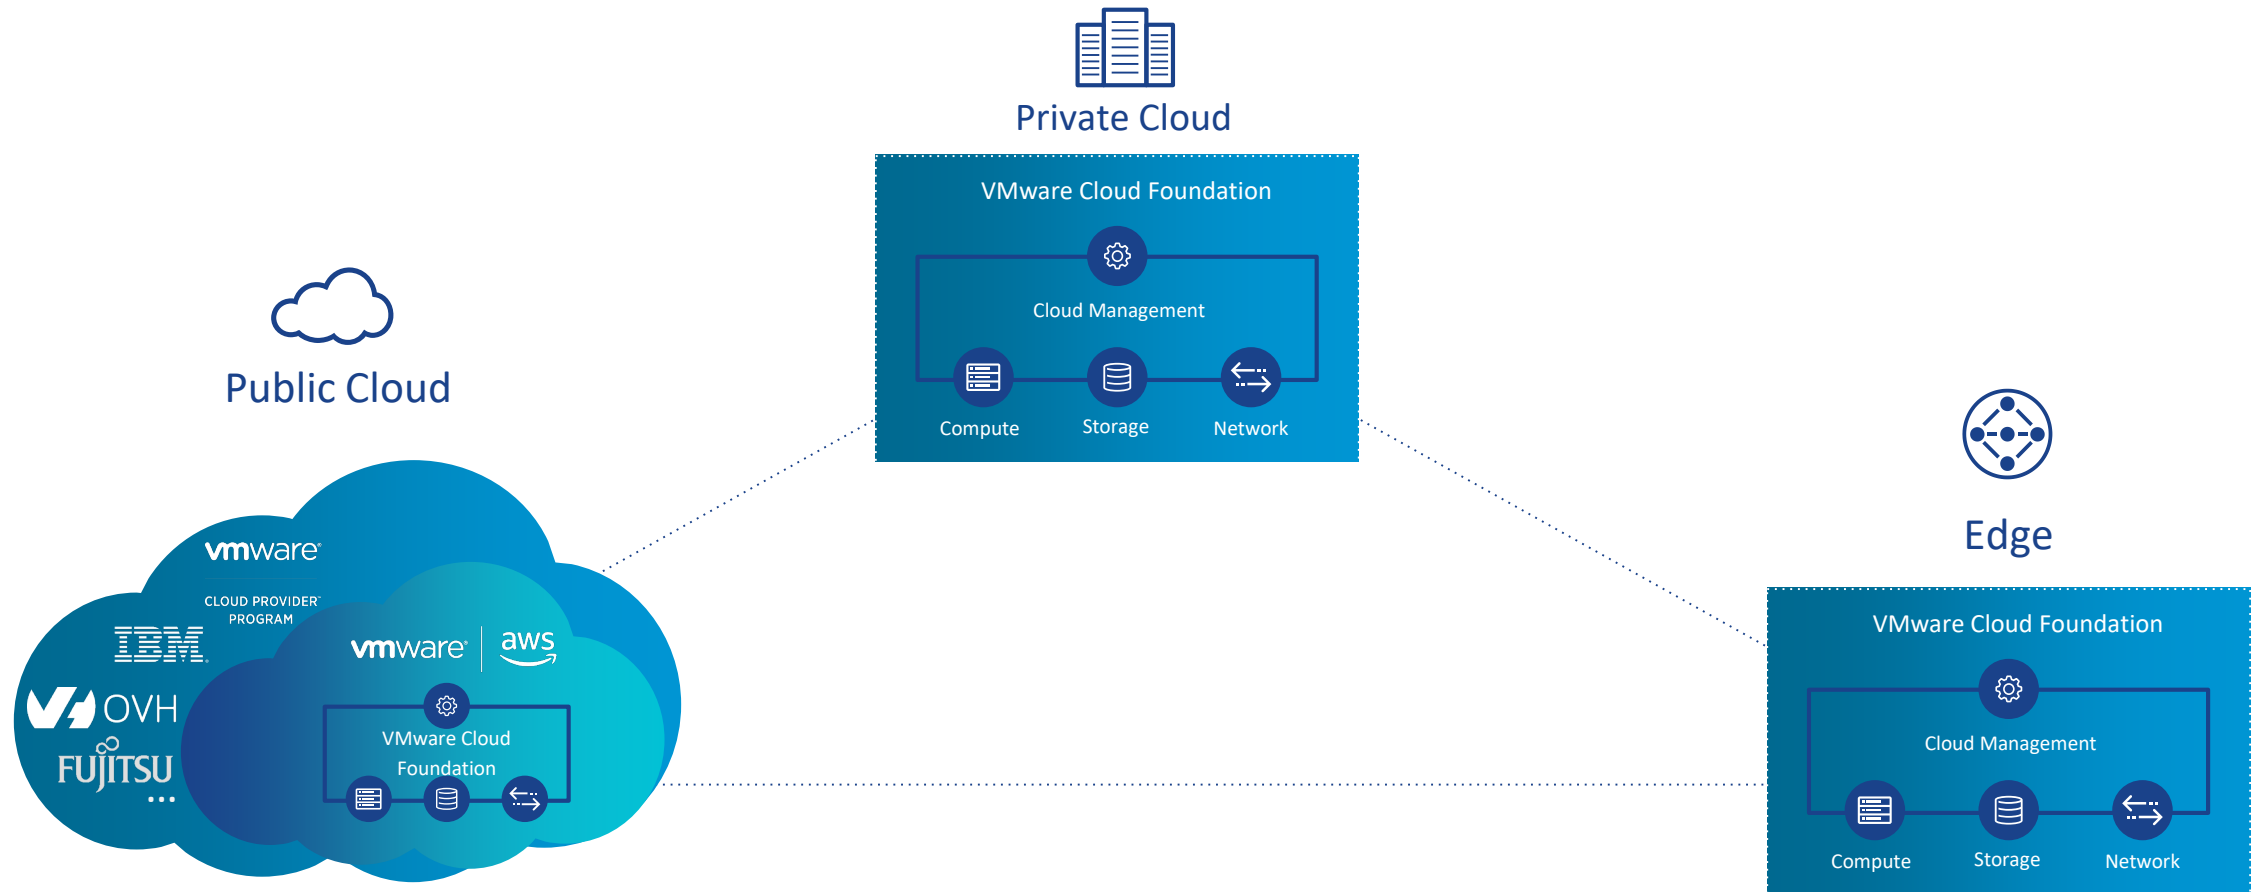 Private Cloud
VMware Cloud Foundation
Cloud Management
Compute
Storage
Network
Public Cloud
vmware®
CLOUD PROVIDER™
PROGRAM
IBM®
OVH
FUJITSU
...
vmware®
aws
VMware Cloud
Foundation
Edge
VMware Cloud Foundation
Cloud Management
Compute
Storage
Network